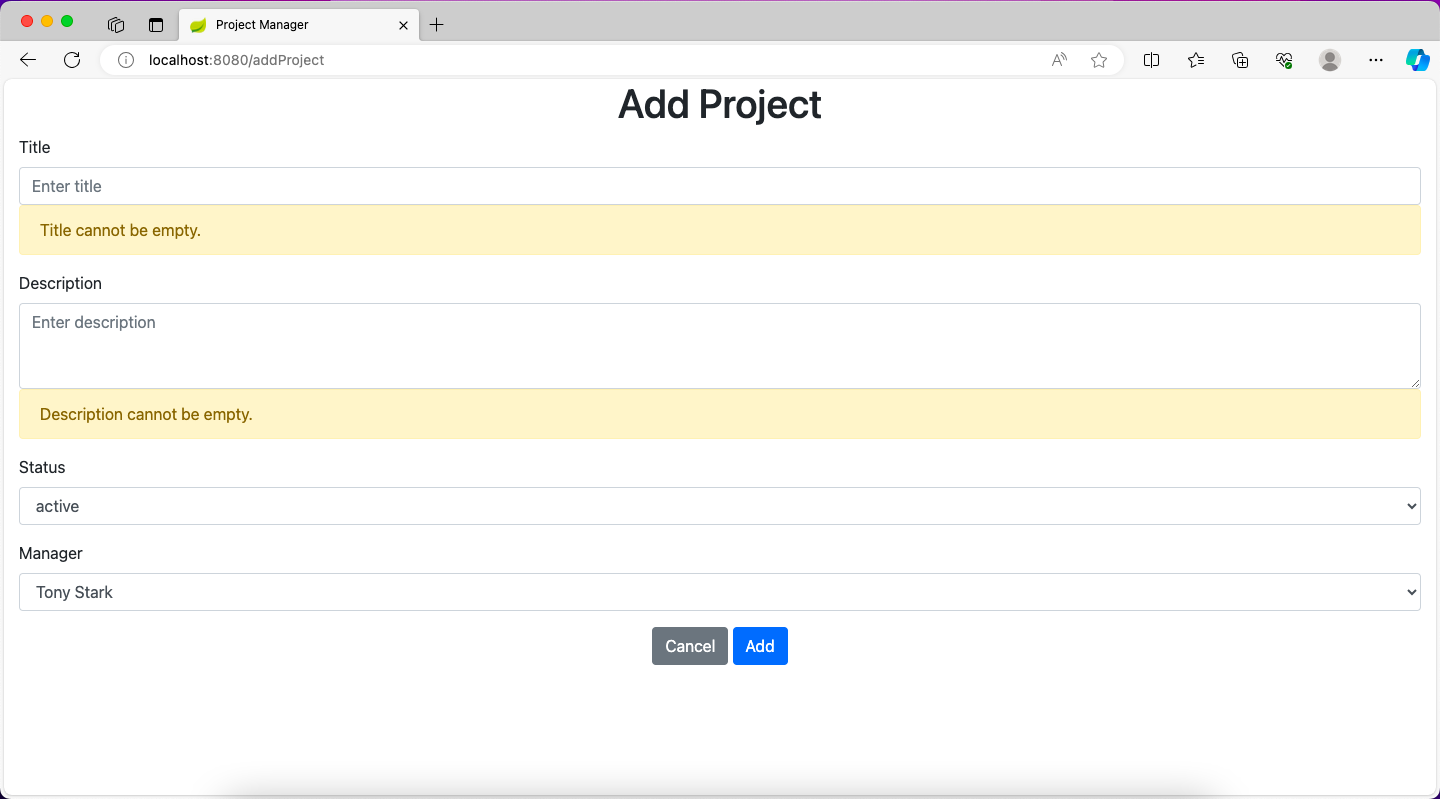 Project Manager
localhost:8080/addProject
Add Project
Title
Enter title
Title cannot be empty.
Description
Enter description
Description cannot be empty.
Status
active
Manager
Tony Stark
Cancel Add